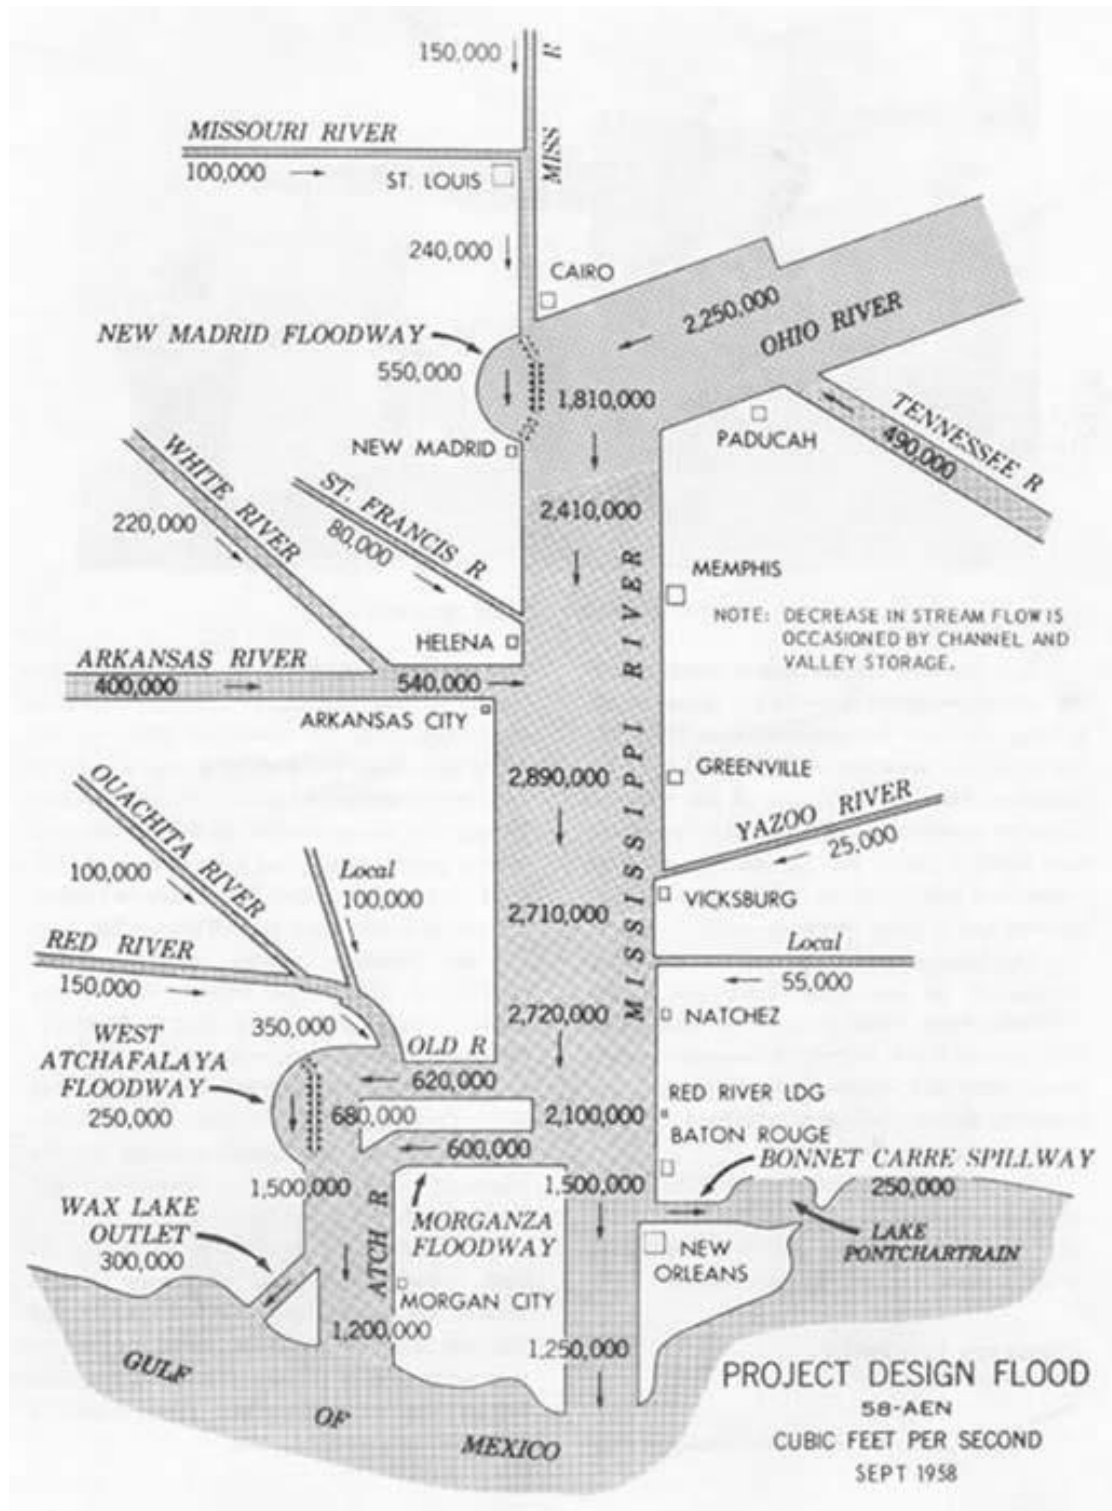 150,000
MISS R
MISSOURI RIVER
100,000
ST. LOUIS
240,000
CAIRO
2,250,000
OHIO RIVER
NEW MADRID FLOODWAY
550,000
1,810,000
TENNESSEE R
490,000
PADUCAH
NEW MADRID
WHITE RIVER
220,000
ST. FRANCIS R
80,000
2,410,000
MEMPHIS
NOTE: DECREASE IN STREAM FLOW IS
OCCASIONED BY CHANNEL AND
VALLEY STORAGE.
MISSISSIPPI RIVER
HELENA
ARKANSAS RIVER
400,000
540,000
ARKANSAS CITY
2,890,000
GREENVILLE
OUACHITA RIVER
100,000
YAZOO RIVER
25,000
Local
100,000
VICKSBURG
2,710,000
RED RIVER
150,000
Local
55,000
350,000
2,720,000
NATCHEZ
WEST
ATCHAFALAYA
FLOODWAY
250,000
OLD R
620,000
680,000
2,100,000
RED RIVER LDG
BATON ROUGE
600,000
BONNET CARRE SPILLWAY
250,000
1,500,000
1,500,000
WAX LAKE
OUTLET
300,000
ATCH R
MORGANZA
FLOODWAY
LAKE
PONTCHARTRAIN
NEW
ORLEANS
MORGAN CITY
1,200,000
1,250,000
GULF
OF
MEXICO
PROJECT DESIGN FLOOD
58-AEN
CUBIC FEET PER SECOND
SEPT 1958